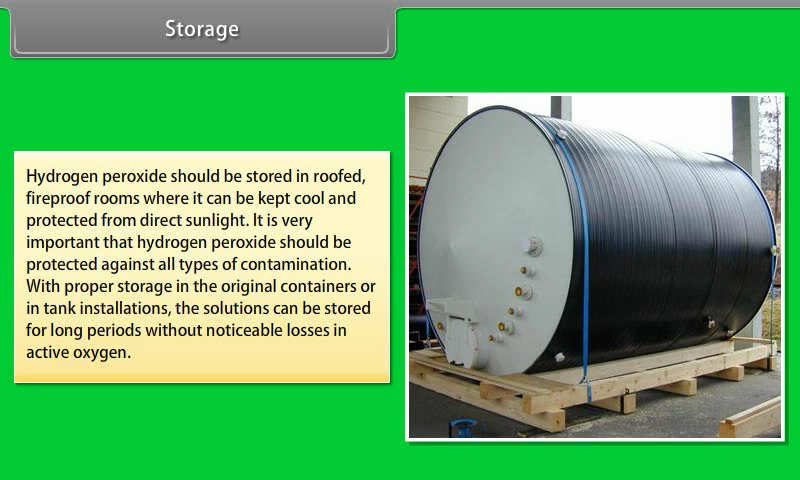 Storage
Hydrogen peroxide should be stored in roofed,
fireproof rooms where it can be kept cool and
protected from direct sunlight. It is very
important that hydrogen peroxide should be
protected against all types of contamination.
With proper storage in the original containers or
in tank installations, the solutions can be stored
for long periods without noticeable losses in
active oxygen.